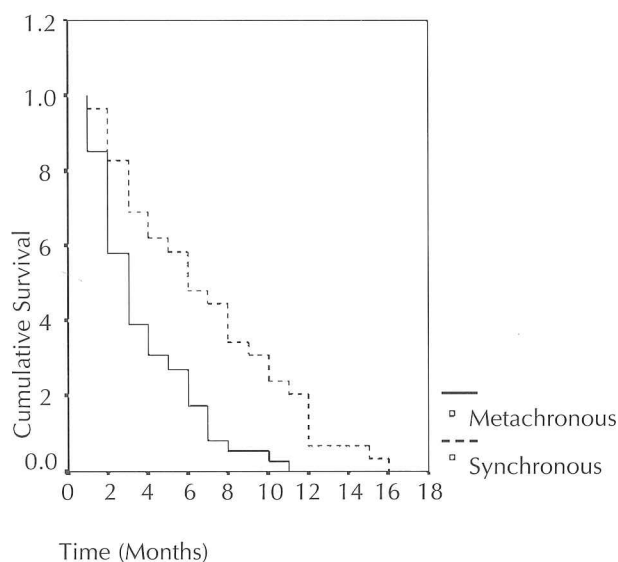 1.2
1.0
8
6
4
2
0.0
Cumulative Survival
0 2 4 6 8 10 12 14 16 18
Time (Months)
Metachronous
Synchronous